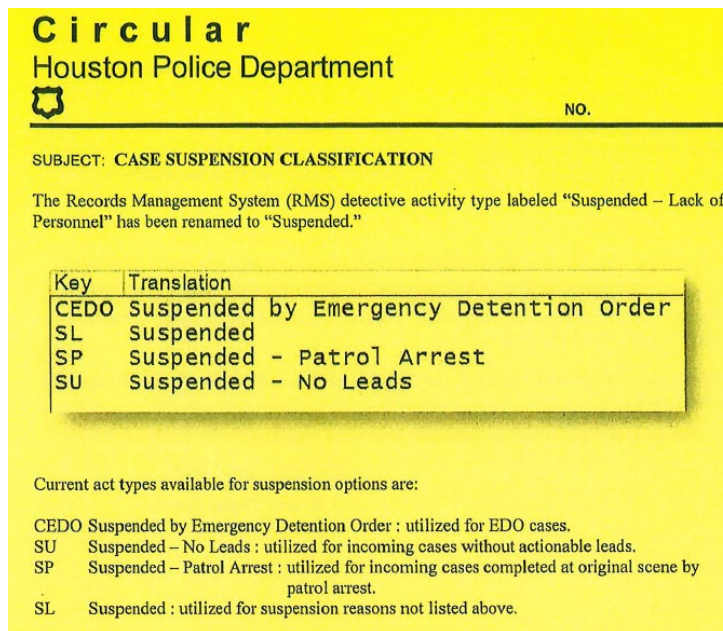 Circular
Houston Police Department
NO.
SUBJECT: CASE SUSPENSION CLASSIFICATION
The Records Management System (RMS) detective activity type labeled “Suspended – Lack of
Personnel” has been renamed to “Suspended.”
Key Translation
CEDO Suspended by Emergency Detention Order
SL Suspended
SP Suspended - Patrol Arrest
SU Suspended - No Leads
Current act types available for suspension options are:
CEDO Suspended by Emergency Detention Order : utilized for EDO cases.
SU Suspended – No Leads : utilized for incoming cases without actionable leads.
SP Suspended – Patrol Arrest : utilized for incoming cases completed at original scene by
patrol arrest.
SL Suspended : utilized for suspension reasons not listed above.